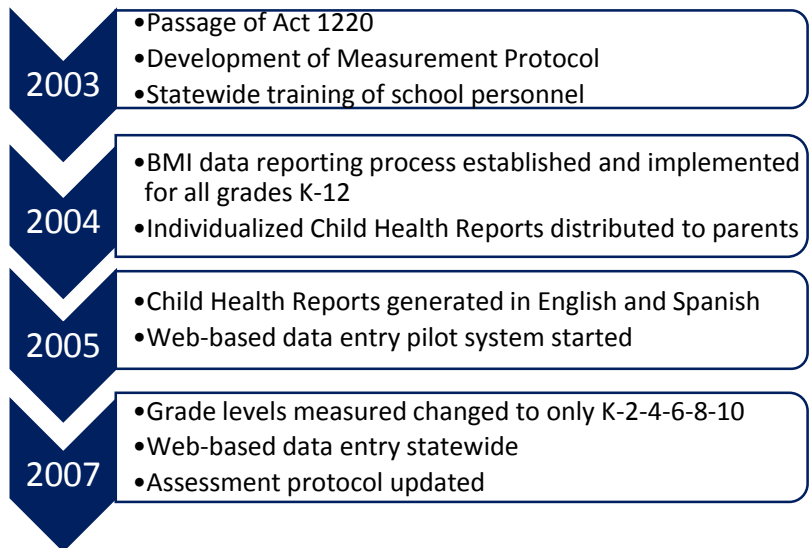 2003
•Passage of Act 1220
•Development of Measurement Protocol
•Statewide training of school personnel
2004
•BMI data reporting process established and implemented
for all grades K-12
•Individualized Child Health Reports distributed to parents
2005
•Child Health Reports generated in English and Spanish
•Web-based data entry pilot system started
2007
•Grade levels measured changed to only K-2-4-6-8-10
•Web-based data entry statewide
•Assessment protocol updated